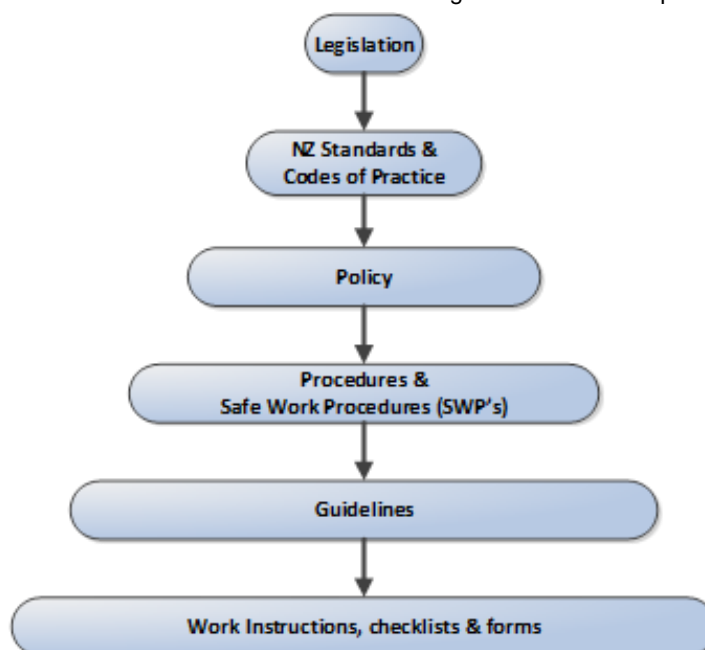 Legislation
NZ Standards &
Codes of Practice
Policy
Procedures &
Safe Work Procedures (SWP's)
Guidelines
Work Instructions, checklists & forms